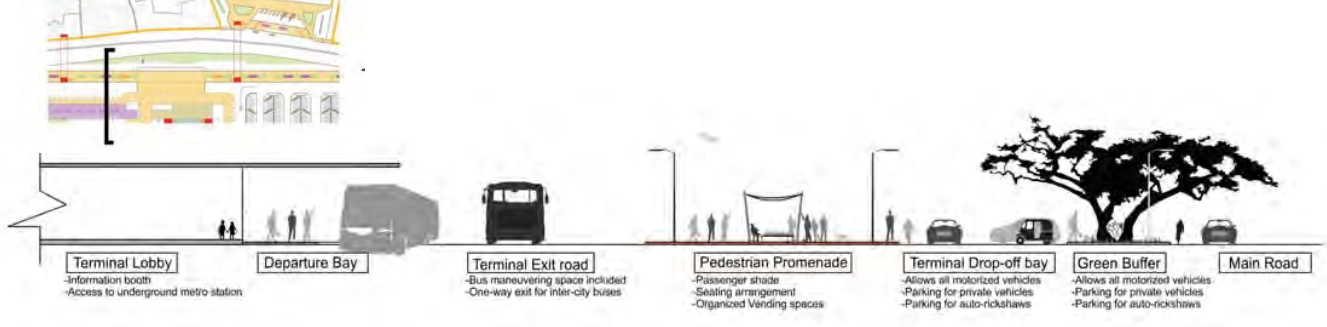 Terminal Lobby
-Information booth
-Access to underground metro station
Departure Bay
Terminal Exit road
-Bus maneuvering space included
-One-way exit for inter-city buses
Pedestrian Promenade
-Passenger shade
-Seating arrangement
-Organized Vending spaces
Terminal Drop-off bay
-Allows all motorized vehicles
-Parking for private vehicles
-Parking for auto-rickshaws
Green Buffer
-Allows all motorized vehicles
-Parking for private vehicles
-Parking for auto-rickshaws
Main Road